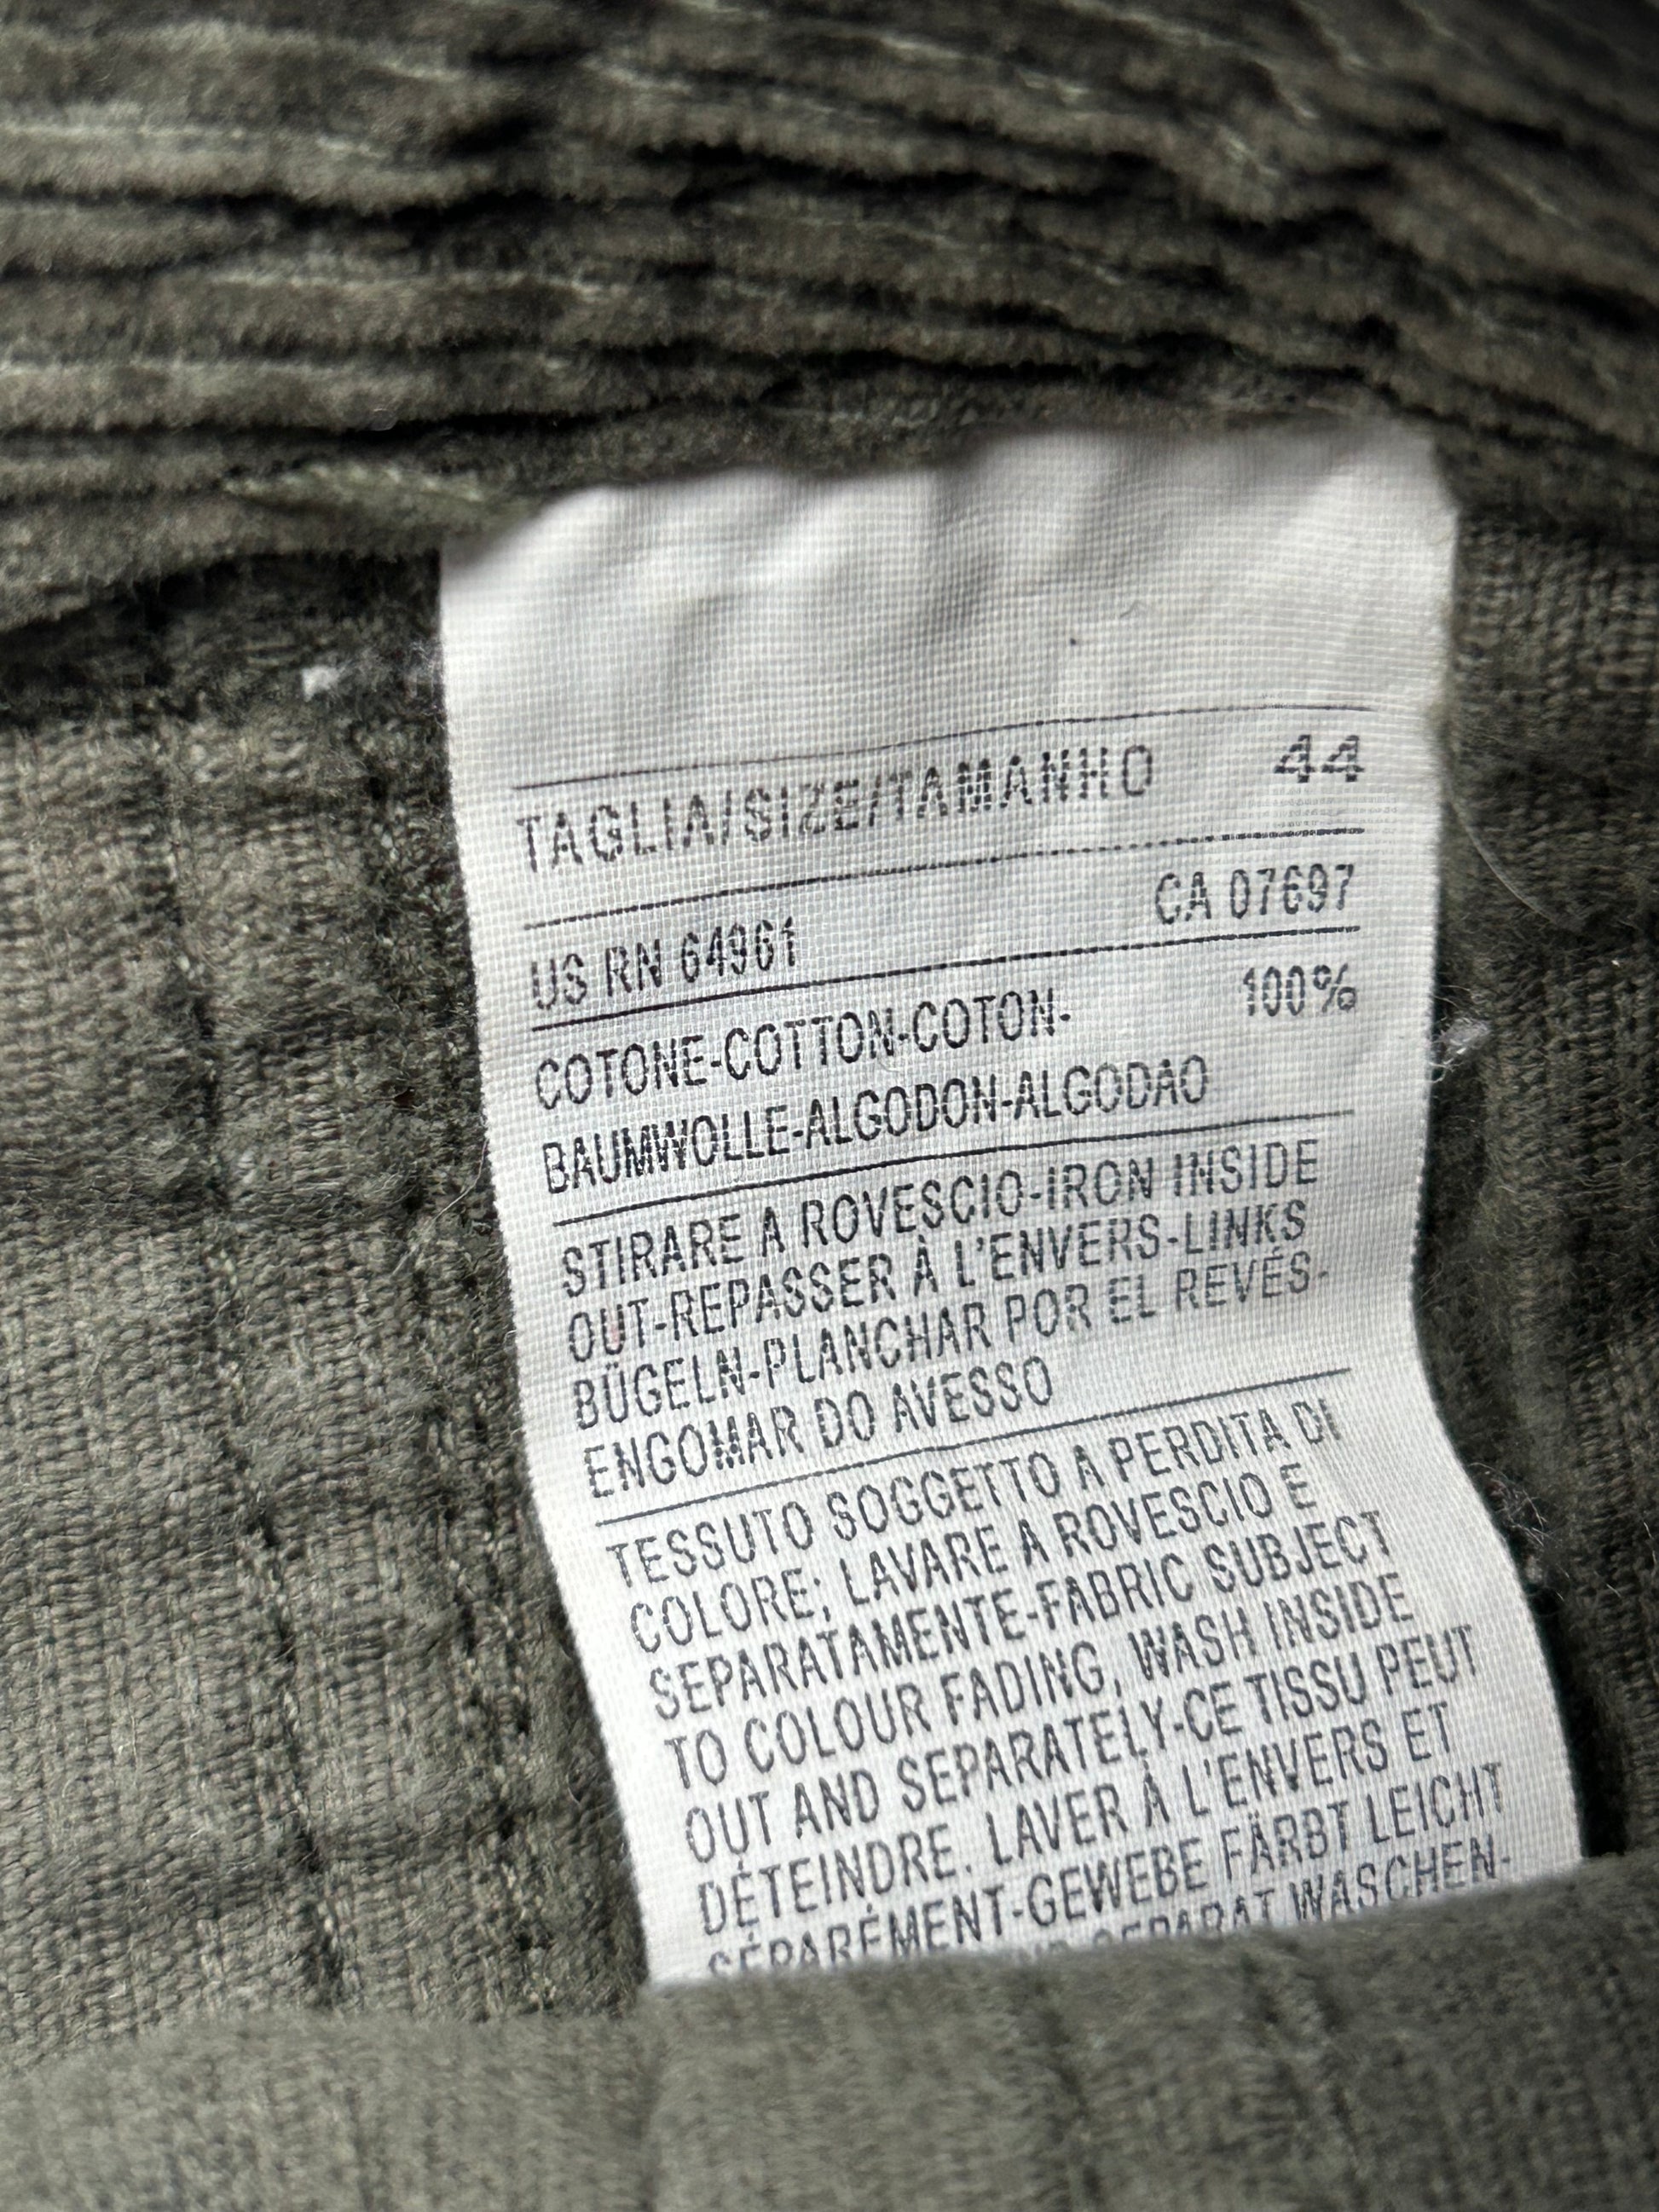 TAGLIA/SIZE/TAMANHO 44
US RN 64961 CA 07697
COTONE-COTTON-COTON- 100%
BAUMWOLLE-ALGODON-ALGODAO
STIRARE A ROVESCIO-IRON INSIDE
OUT-REPASSER À L'ENVERS-LINKS
BÜGELN-PLANCHAR POR EL REVÉS-
ENGOMAR DO AVESSO
TESSUTO SOGGETTO A PERDITA DI
COLORE; LAVARE A ROVESCIO E
SEPARATAMENTE-FABRIC SUBJECT
TO COLOUR FADING, WASH INSIDE
OUT AND SEPARATELY-CE TISSU PEUT
DÉTEINDRE. LAVER À L'ENVERS ET
SÉPARÉMENT-GEWEBE FÄRBT LEICHT
SEPARAT WASCHEN-